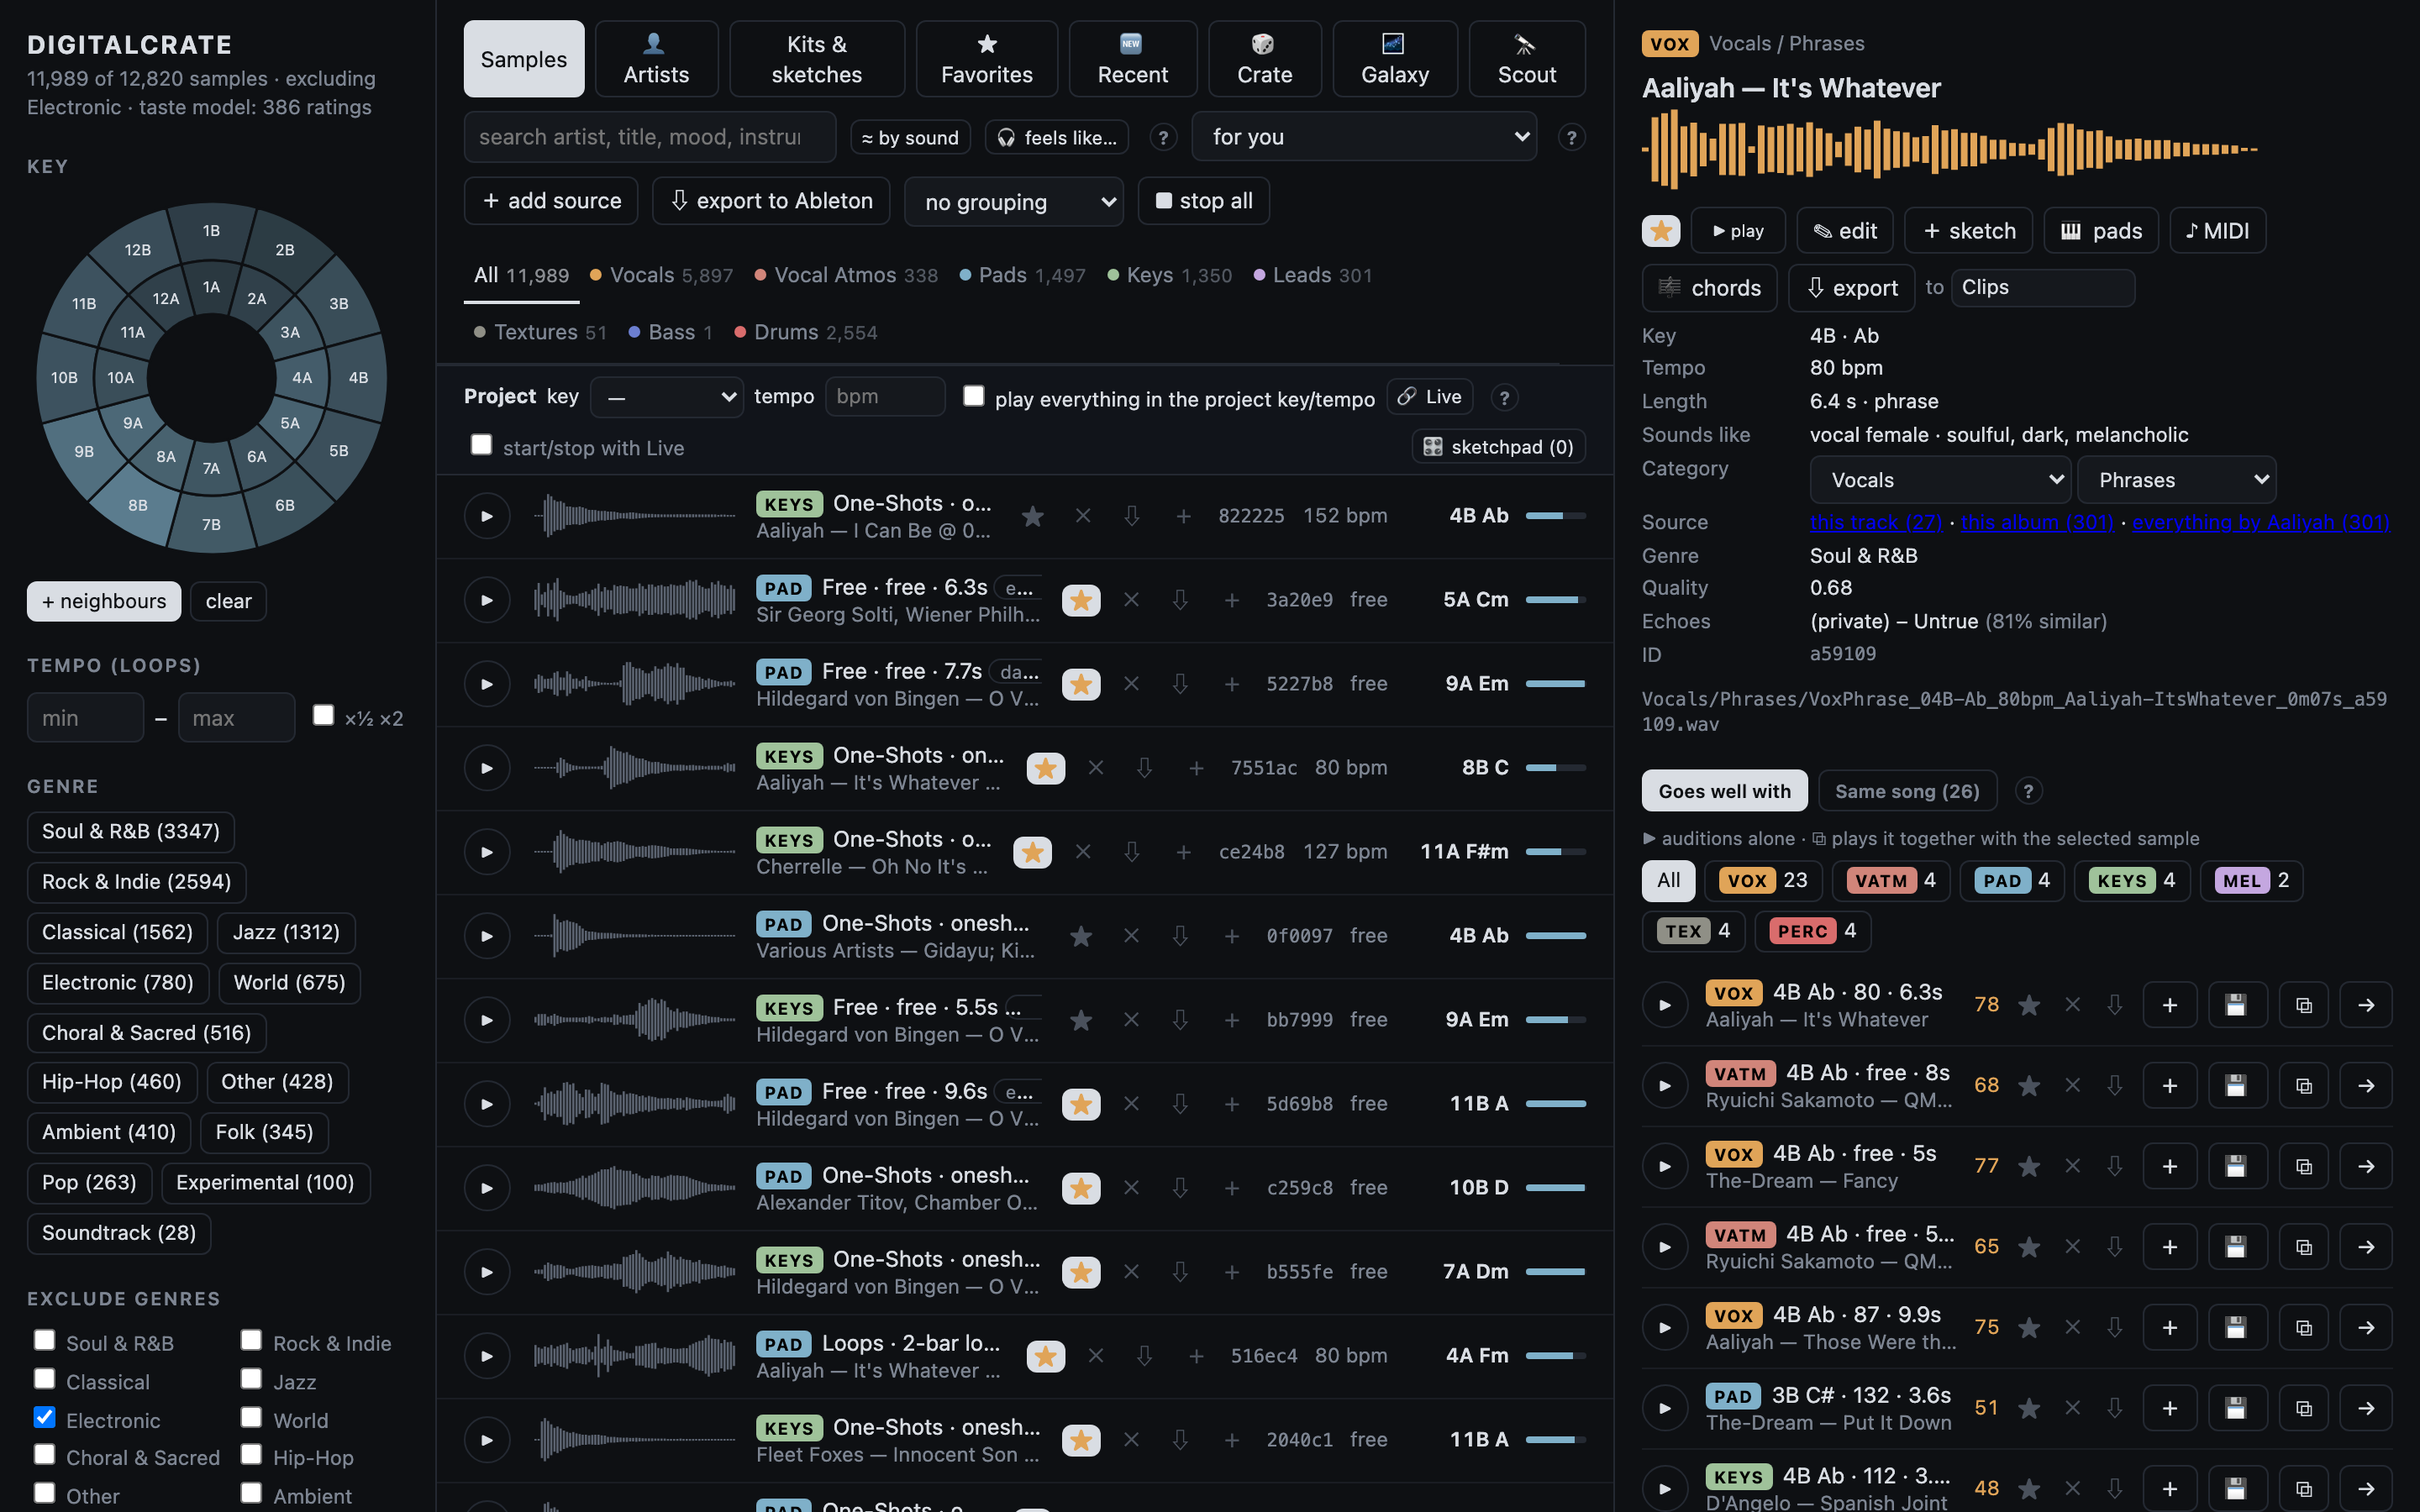 DIGITALCRATE
11,989 of 12,820 samples · excluding
Electronic · taste model: 386 ratings
KEY
1B
2B
3B
4B
5B
6B
7B
8B
9B
10B
11B
12B
1A
2A
3A
4A
5A
6A
7A
8A
9A
10A
11A
12A
+ neighbours clear
TEMPO (LOOPS)
min – max ×½ ×2
GENRE
Soul & R&B (3347)
Rock & Indie (2594)
Classical (1562) Jazz (1312)
Electronic (780) World (675)
Choral & Sacred (516)
Hip-Hop (460) Other (428)
Ambient (410) Folk (345)
Pop (263) Experimental (100)
Soundtrack (28)
EXCLUDE GENRES
Soul & R&B Rock & Indie
Classical Jazz
Electronic World
Choral & Sacred Hip-Hop
Other Ambient
Samples
Artists
Kits &
sketches
Favorites
NEW
Recent
Crate
Galaxy
Scout
search artist, title, mood, instru ≈ by sound feels like... ? for you ?
+ add source ⇩ export to Ableton no grouping stop all
All 11,989 Vocals 5,897 Vocal Atmos 338 Pads 1,497 Keys 1,350 Leads 301
Textures 51 Bass 1 Drums 2,554
Project key — tempo bpm play everything in the project key/tempo Live ?
start/stop with Live sketchpad (0)
KEYS One-Shots · o... 822225 152 bpm 4B Ab
Aaliyah — I Can Be @ 0...
PAD Free · free · 6.3s e... 3a20e9 free 5A Cm
Sir Georg Solti, Wiener Philh...
PAD Free · free · 7.7s da... 5227b8 free 9A Em
Hildegard von Bingen — O V...
KEYS One-Shots · on... 7551ac 80 bpm 8B C
Aaliyah — It's Whatever ...
KEYS One-Shots · o... ce24b8 127 bpm 11A F#m
Cherrelle — Oh No It's ...
PAD One-Shots · onesh... 0f0097 free 4B Ab
Various Artists — Gidayu; Ki...
KEYS Free · free · 5.5s ... bb7999 free 9A Em
Hildegard von Bingen — O V...
PAD Free · free · 9.6s e... 5d69b8 free 11B A
Hildegard von Bingen — O V...
PAD One-Shots · onesh... c259c8 free 10B D
Alexander Titov, Chamber O...
KEYS One-Shots · onesh... b555fe free 7A Dm
Hildegard von Bingen — O V...
PAD Loops · 2-bar lo... 516ec4 80 bpm 4A Fm
Aaliyah — It's Whatever ...
KEYS One-Shots · onesh... 2040c1 free 11B A
Fleet Foxes — Innocent Son ...
PAD One-Shots · o...
VOX Vocals / Phrases
Aaliyah — It's Whatever
play edit + sketch pads ♪ MIDI
chords ⇩ export to Clips
Key 4B · Ab
Tempo 80 bpm
Length 6.4 s · phrase
Sounds like vocal female · soulful, dark, melancholic
Category Vocals Phrases
Source this track (27) · this album (301) · everything by Aaliyah (301)
Genre Soul & R&B
Quality 0.68
Echoes (private) – Untrue (81% similar)
ID a59109
Vocals/Phrases/VoxPhrase_04B-Ab_80bpm_Aaliyah-ItsWhatever_0m07s_a59
109.wav
Goes well with Same song (26) ?
▶ auditions alone · ⧉ plays it together with the selected sample
All VOX 23 VATM 4 PAD 4 KEYS 4 MEL 2
TEX 4 PERC 4
VOX 4B Ab · 80 · 6.3s 78
Aaliyah — It's Whatever
VATM 4B Ab · free · 8s 68
Ryuichi Sakamoto — QM...
VOX 4B Ab · free · 5s 77
The-Dream — Fancy
VATM 4B Ab · free · 5... 65
Ryuichi Sakamoto — QM...
VOX 4B Ab · 87 · 9.9s 75
Aaliyah — Those Were th...
PAD 3B C# · 132 · 3.6s 51
The-Dream — Put It Down
KEYS 4B Ab · 112 · 3.... 48
D'Angelo — Spanish Joint